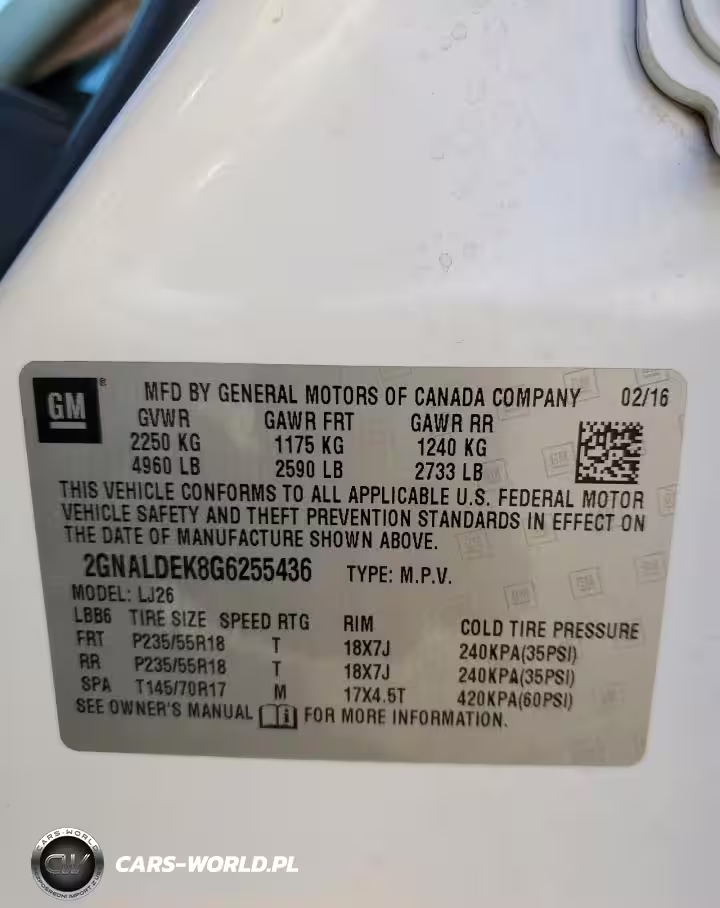 GM ®
MFD BY GENERAL MOTORS OF CANADA COMPANY 02/16
GVWR GAWR FRT GAWR RR
2250 KG 1175 KG 1240 KG
4960 LB 2590 LB 2733 LB
THIS VEHICLE CONFORMS TO ALL APPLICABLE U.S. FEDERAL MOTOR
VEHICLE SAFETY AND THEFT PREVENTION STANDARDS IN EFFECT ON
THE DATE OF MANUFACTURE SHOWN ABOVE.
2GNALDEK8G6255436 TYPE: M.P.V.
MODEL: LJ26
LBB6 TIRE SIZE SPEED RTG RIM COLD TIRE PRESSURE
FRT P235/55R18 T 18X7J 240KPA(35PSI)
RR P235/55R18 T 18X7J 240KPA(35PSI)
SPA T145/70R17 M 17X4.5T 420KPA(60PSI)
SEE OWNER'S MANUAL FOR MORE INFORMATION.
CARS-WORLD
CW
CARS-WORLD.PL